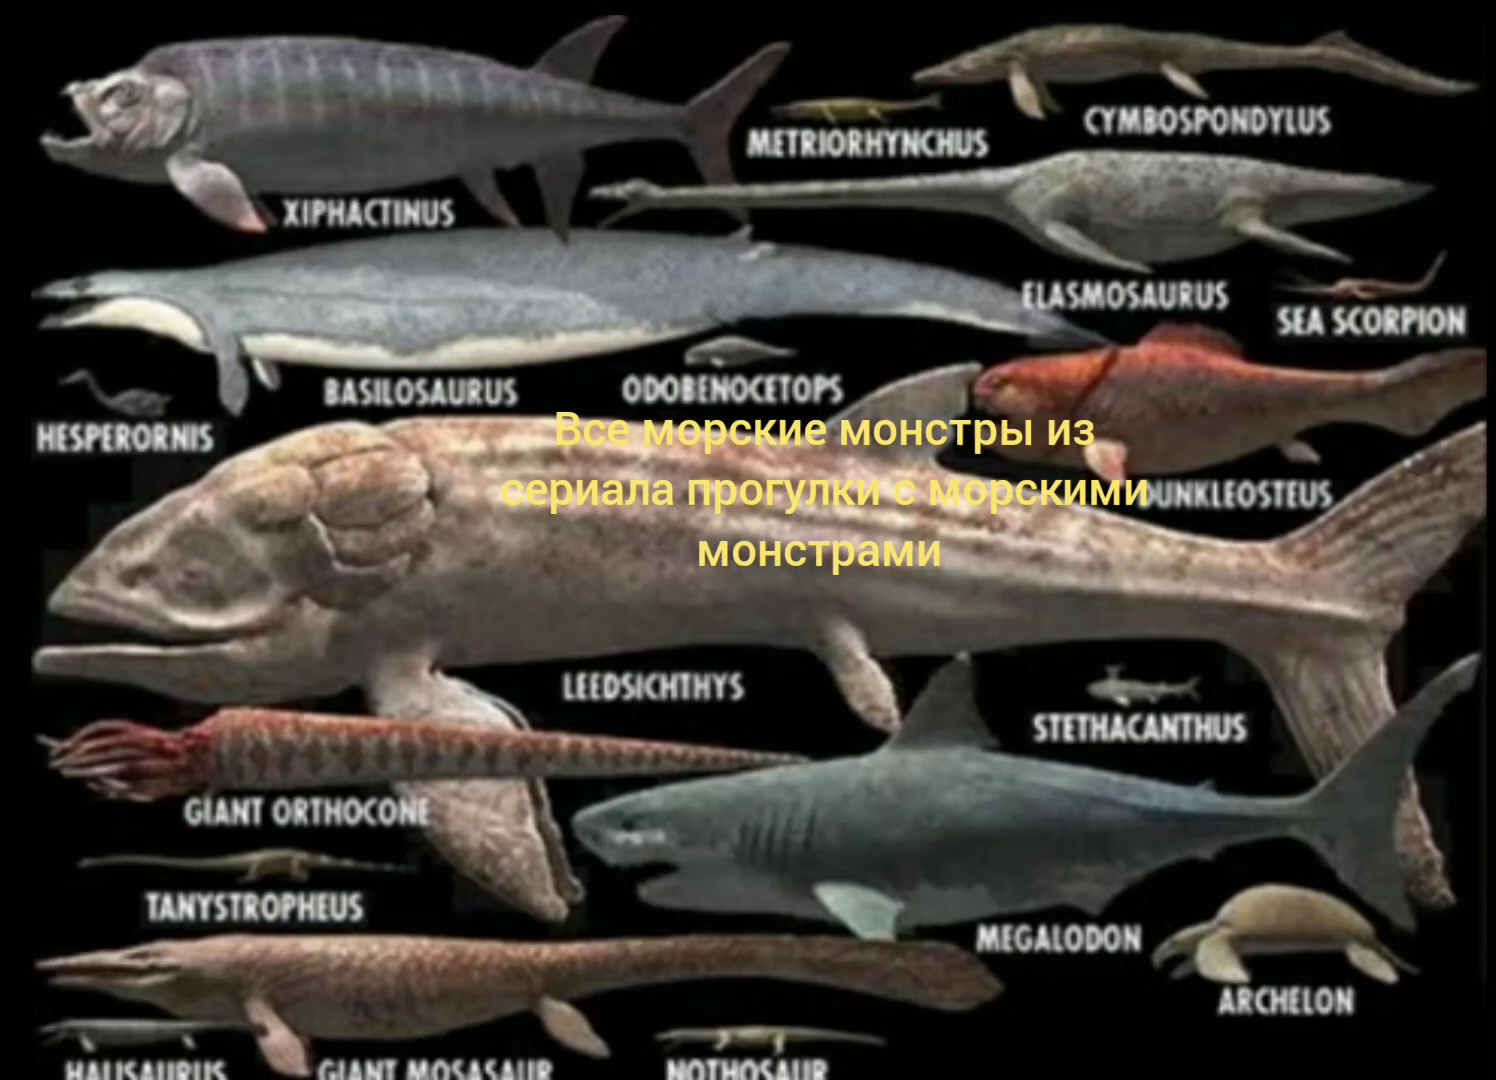 METRIORHYNCHUS
CYMBOSPONDYLUS
XIPHACTINUS
ELASMOSAURUS
SEA SCORPION
BASILOSAURUS
ODOBENOCETOPS
HESPERORNIS
Все морские монстры из
сериала прогулки с морскими
монстрами
DUNKLEOSTEUS
LEEDSICHTHYS
STETHACANTHUS
GIANT ORTHOCONE
TANYSTROPHEUS
MEGALODON
ARCHELON
HALISAURUS
GIANT MOSASAUR
NOTHOSAUR